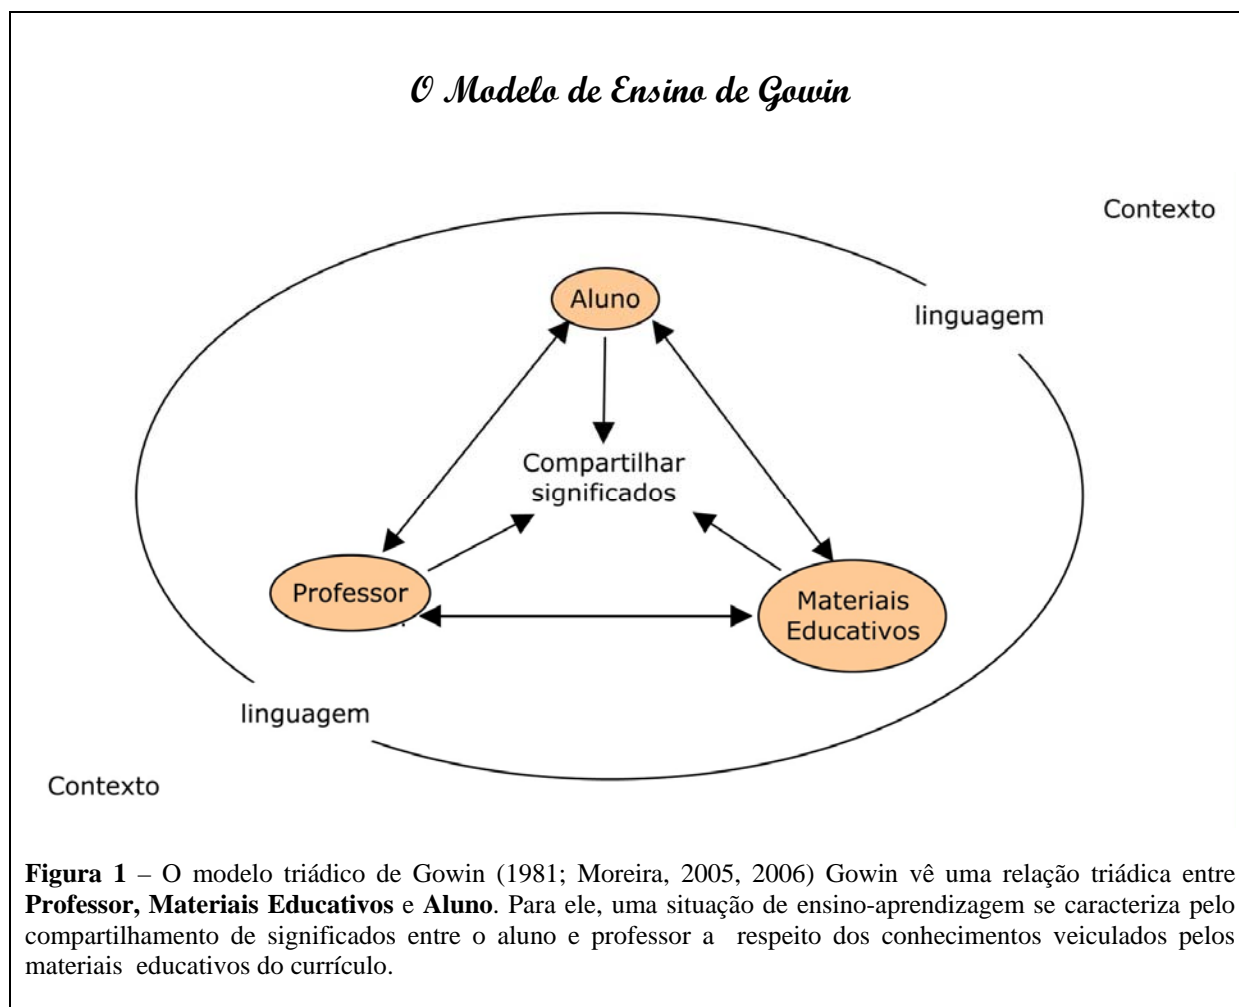 O Modelo de Ensino de Gowin
Contexto
Aluno
linguagem
Compartilhar
significados
Professor
Materiais
Educativos
linguagem
Contexto
Figura 1 – O modelo triádico de Gowin (1981; Moreira, 2005, 2006) Gowin vê uma relação triádica entre
Professor, Materiais Educativos e Aluno. Para ele, uma situação de ensino-aprendizagem se caracteriza pelo
compartilhamento de significados entre o aluno e professor a respeito dos conhecimentos veiculados pelos
materiais educativos do currículo.